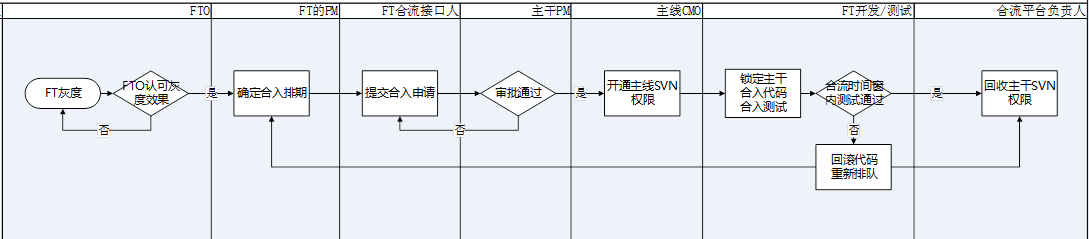 FTO
FT的PM
FT合流接口人
主干PM
主线CMO
FT开发/测试
合流平台负责人
FT灰度
FTO认可灰
度效果
是
否
确定合入排期
提交合入申请
审批通过
是
否
开通主线SVN
权限
锁定主干
合入代码
合入测试
合流时间窗
内测试通过
是
否
回滚代码
重新排队
回收主干SVN
权限